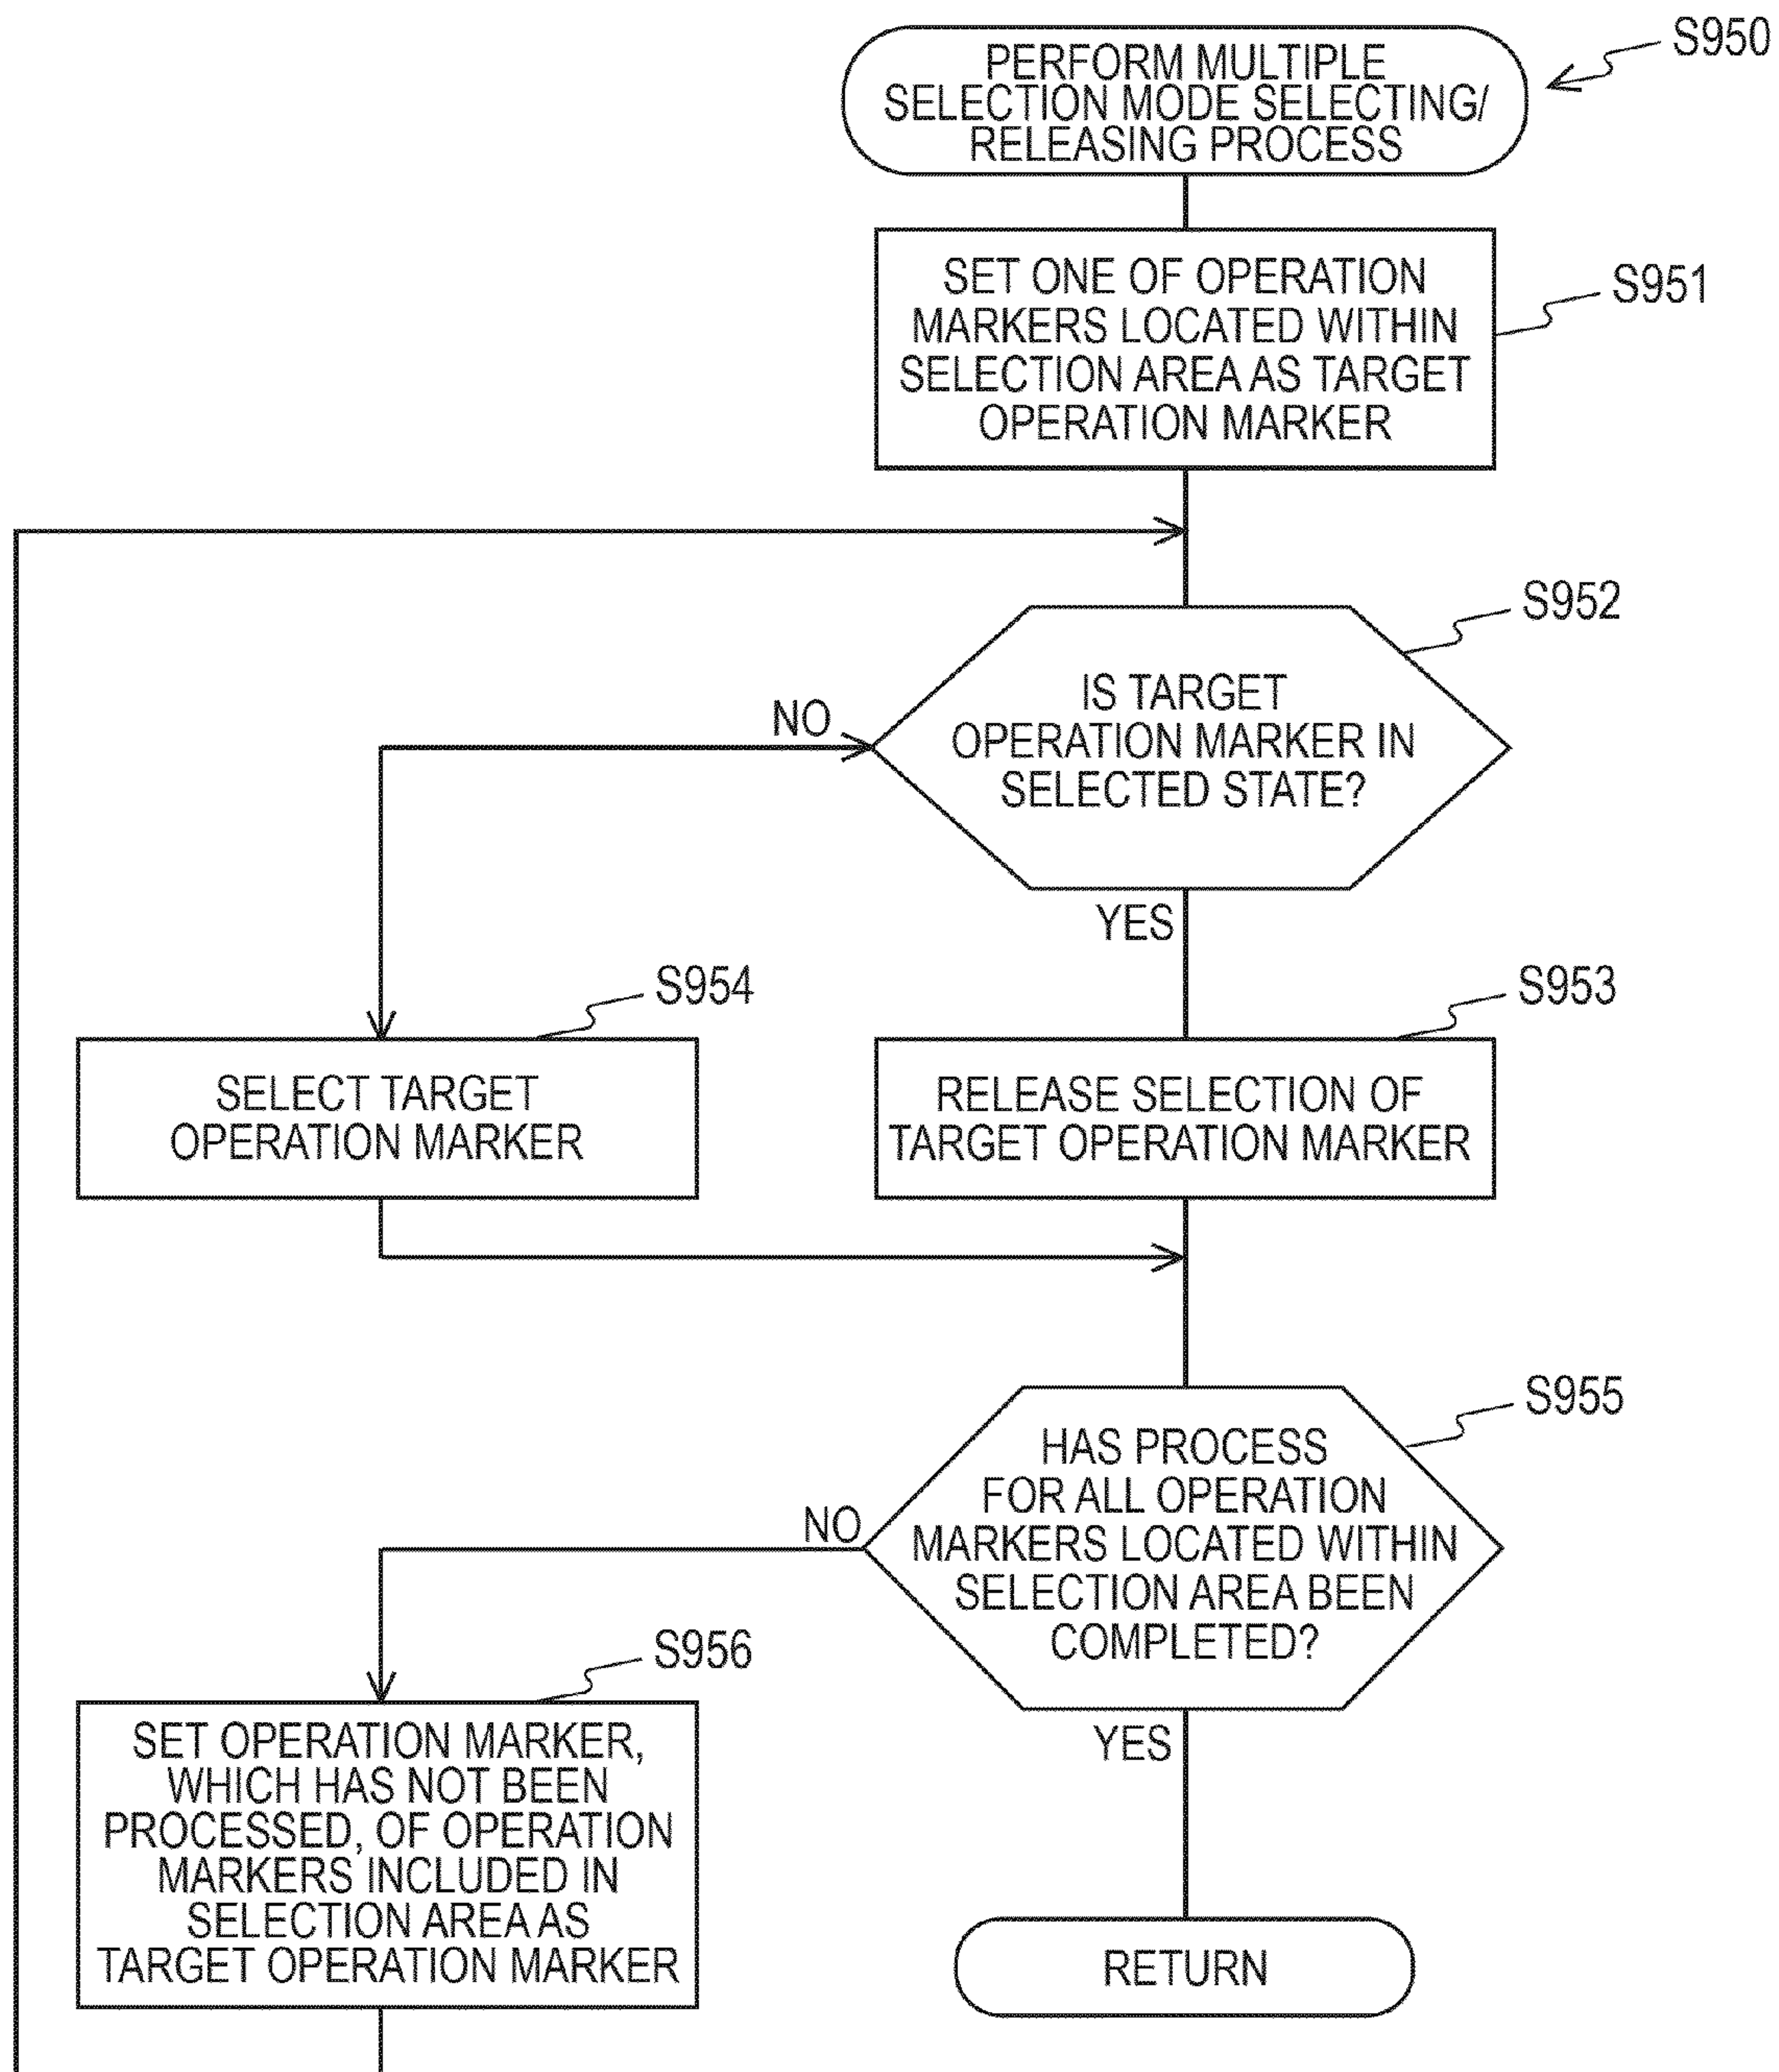 S950
PERFORM MULTIPLE
SELECTION MODE SELECTING/
RELEASING PROCESS
S951
SET ONE OF OPERATION
MARKERS LOCATED WITHIN
SELECTION AREA AS TARGET
OPERATION MARKER
S952
IS TARGET
OPERATION MARKER IN
SELECTED STATE?
NO
YES
S954
SELECT TARGET
OPERATION MARKER
S953
RELEASE SELECTION OF
TARGET OPERATION MARKER
S955
HAS PROCESS
FOR ALL OPERATION
MARKERS LOCATED WITHIN
SELECTION AREA BEEN
COMPLETED?
NO
YES
S956
SET OPERATION MARKER,
WHICH HAS NOT BEEN
PROCESSED, OF OPERATION
MARKERS INCLUDED IN
SELECTION AREA AS
TARGET OPERATION MARKER
RETURN